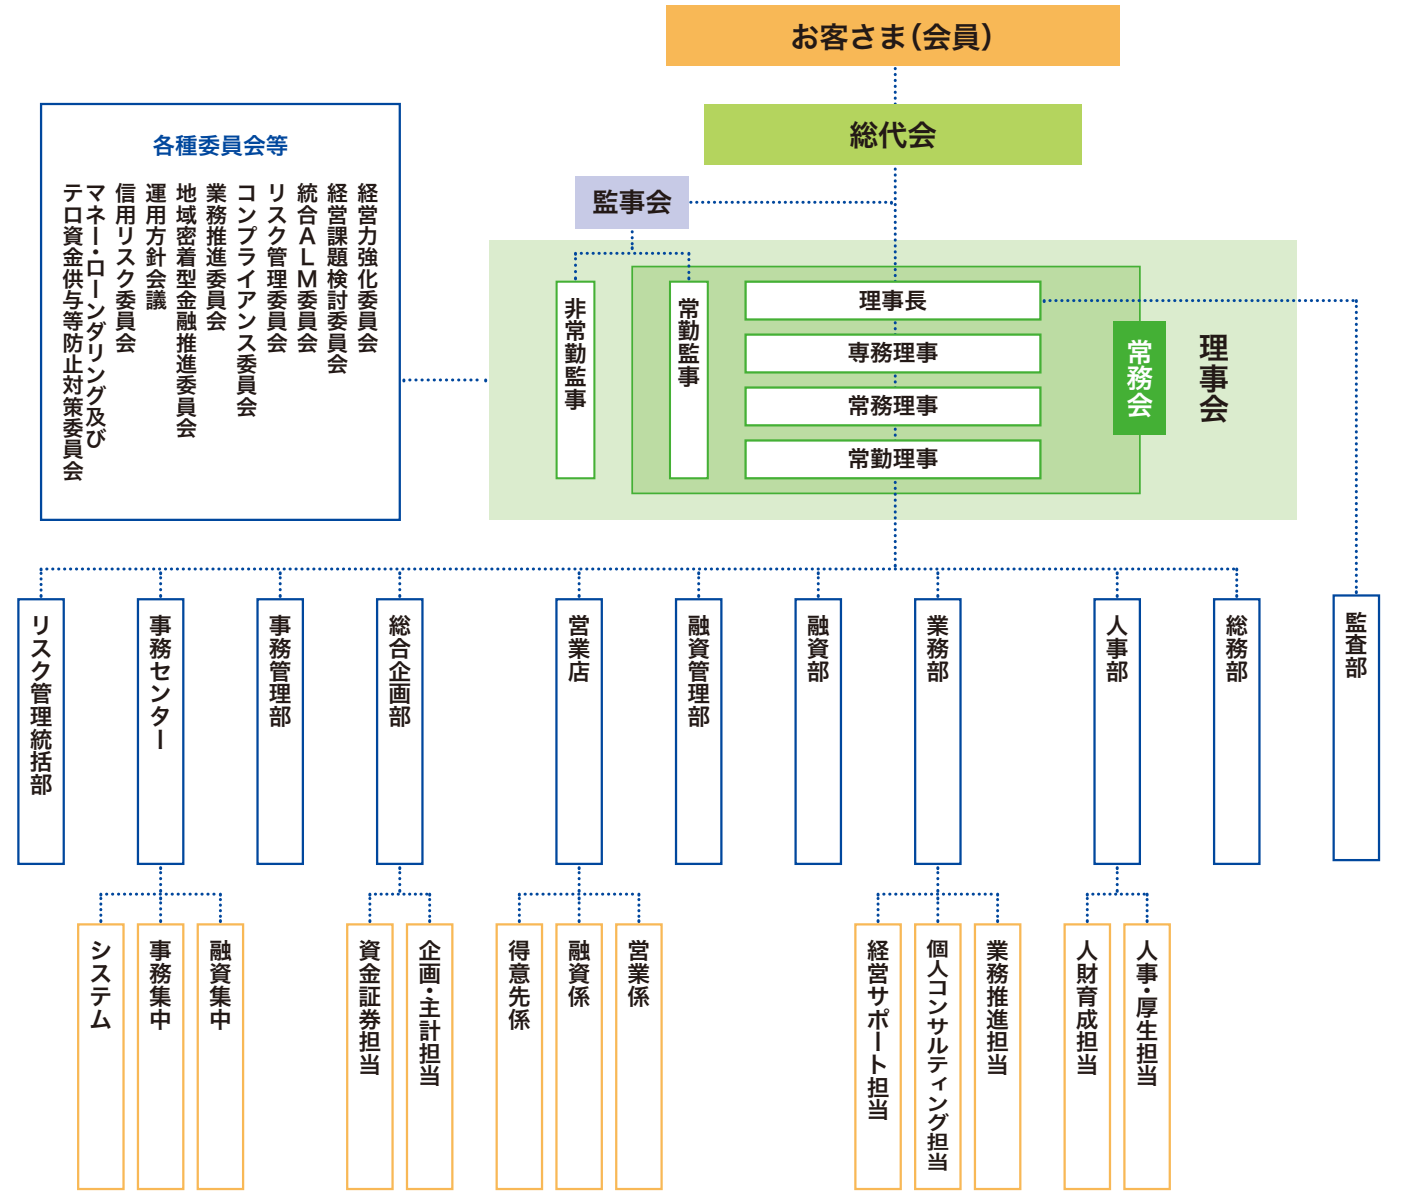 お客さま（会員）
総代会
監事会
各種委員会等
経営力強化委員会
経営課題検討委員会
統合ＡＬＭ委員会
リスク管理委員会
コンプライアンス委員会
業務推進委員会
地域密着型金融推進委員会
運用方針会議
信用リスク委員会
マネー・ローンダリング及び
テロ資金供与等防止対策委員会
理事会
常務会
理事長
専務理事
常務理事
常勤理事
常勤監事
非常勤監事
監査部
総務部
人事部
業務部
融資部
融資管理部
営業店
総合企画部
事務管理部
事務センター
リスク管理統括部
人事・厚生担当
人財育成担当
業務推進担当
個人コンサルティング担当
経営サポート担当
営業係
融資係
得意先係
企画・主計担当
資金証券担当
融資集中
事務集中
システム